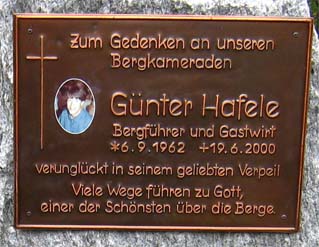 Zum Gedenken an unseren
Bergkameraden
Günter Hafele
Bergführer und Gastwirt
*6.9.1962 +19.6.2000
verunglückt in seinem geliebten Verpeil
Viele Wege führen zu Gott,
einer der Schönsten über die Berge.